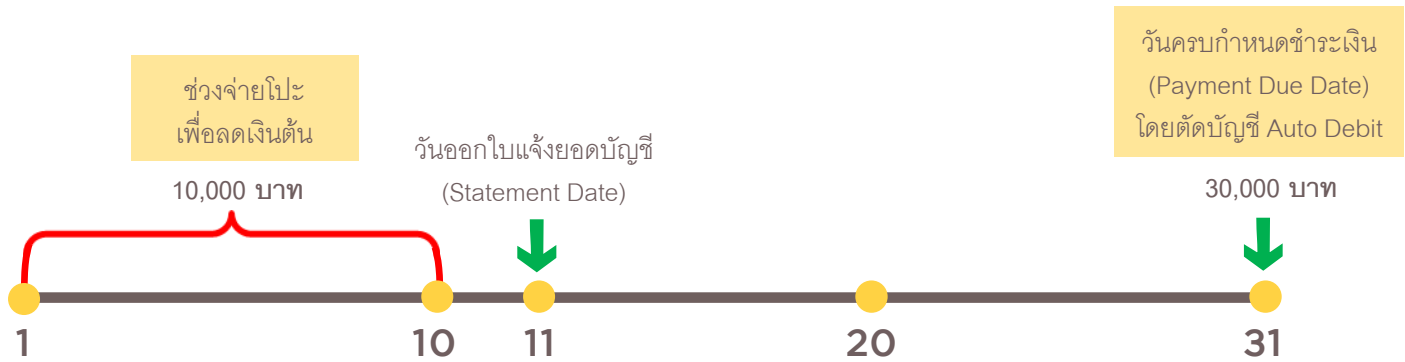 ช่วงจ่ายโปะ
เพื่อลดเงินต้น
10,000 บาท
วันออกใบแจ้งยอดบัญชี
(Statement Date)
วันครบกำหนดชำระเงิน
(Payment Due Date)
โดยตัดบัญชี Auto Debit
30,000 บาท
1
10
11
20
31